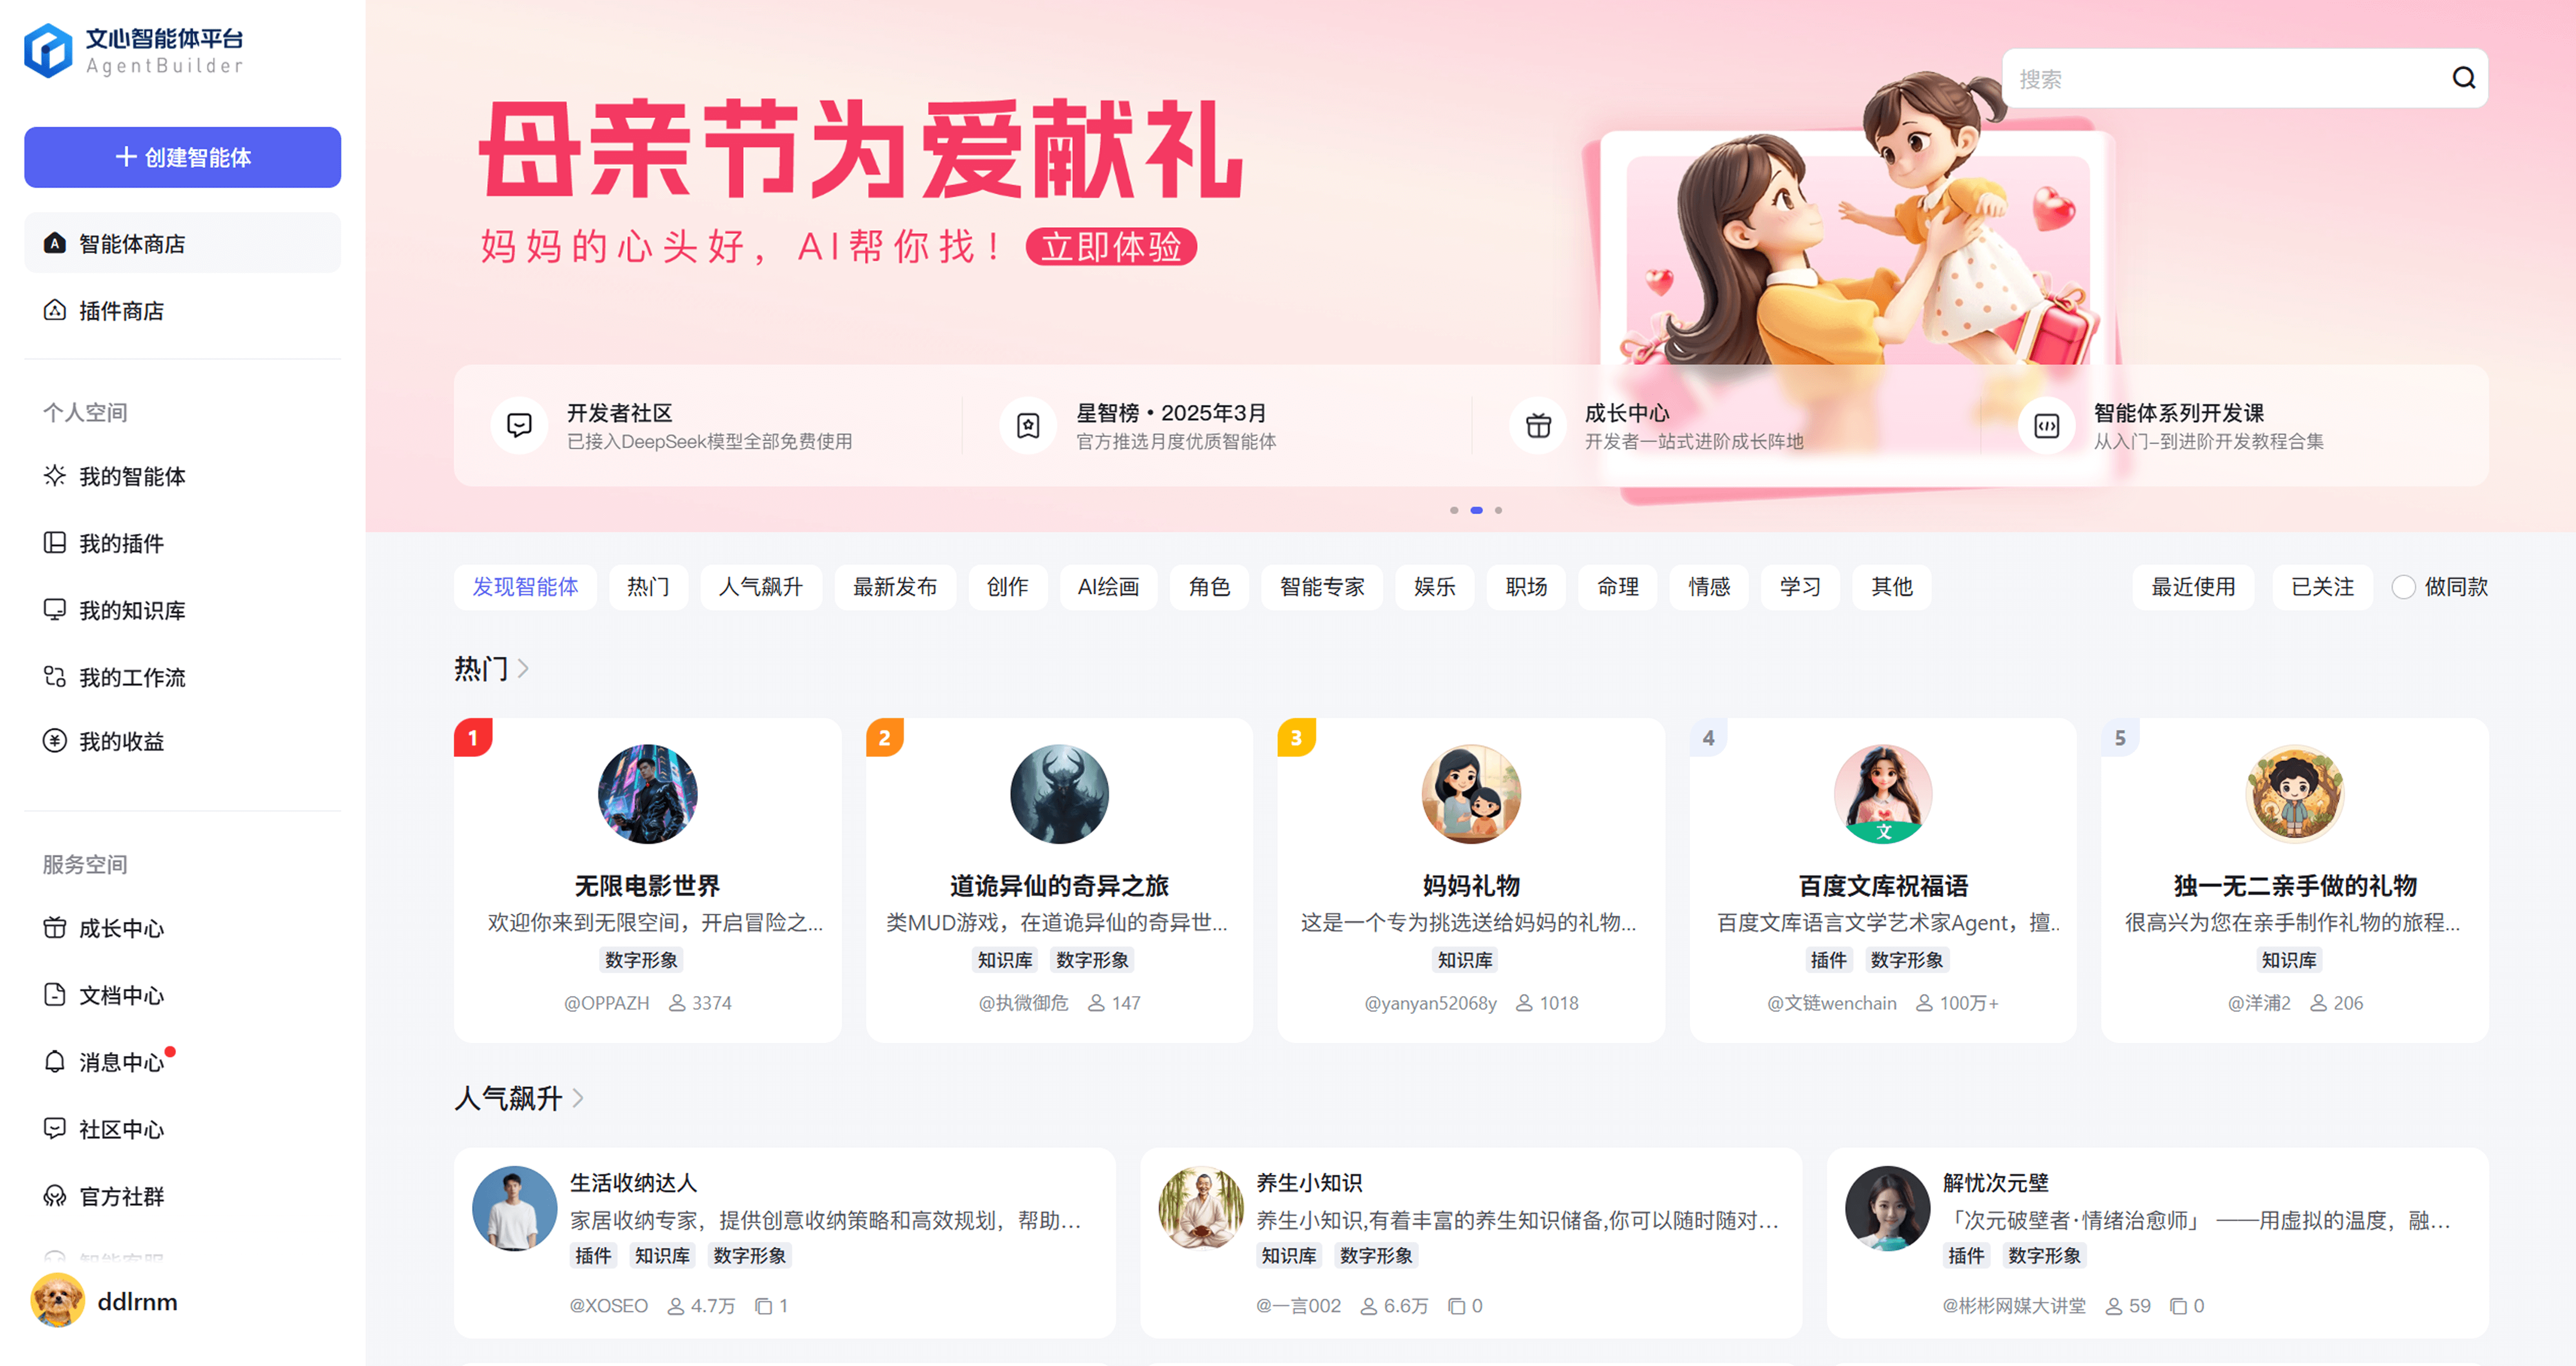 文心智能体平台
AgentBuilder
创建智能体
智能体商店
插件商店
个人空间
我的智能体
我的插件
我的知识库
我的工作流
我的收益
服务空间
成长中心
文档中心
消息中心
社区中心
官方社群
智能客服
ddlrnm
搜索
母亲节为爱献礼
妈妈的心头好，AI帮你找！ 立即体验
开发者社区
已接入DeepSeek模型全部免费使用
星智榜•2025年3月
官方推选月度优质智能体
成长中心
开发者一站式进阶成长阵地
智能体系列开发课
从入门-到进阶开发教程合集
发现智能体 热门 人气飙升 最新发布 创作 AI绘画 角色 智能专家 娱乐 职场 命理 情感 学习 其他 最近使用 已关注 做同款
热门
1
无限电影世界
欢迎你来到无限空间，开启冒险之...
数字形象
@OPPAZH 3374
2
道诡异仙的奇异之旅
类MUD游戏，在道诡异仙的奇异世...
知识库 数字形象
@执微御危 147
3
妈妈礼物
这是一个专为挑选送给妈妈的礼物...
知识库
@yanyan52068y 1018
4
文
百度文库祝福语
百度文库语言文学艺术家Agent，擅..
插件 数字形象
@文链wenchain 100万+
5
独一无二亲手做的礼物
很高兴为您在亲手制作礼物的旅程...
知识库
@洋浦2 206
人气飙升
生活收纳达人
家居收纳专家，提供创意收纳策略和高效规划，帮助...
插件 知识库 数字形象
@XOSEO 4.7万 1
养生小知识
养生小知识,有着丰富的养生知识储备,你可以随时随对...
知识库 数字形象
@一言002 6.6万 0
解忧次元壁
「次元破壁者·情绪治愈师」 ——用虚拟的温度，融...
插件 数字形象
@彬彬网媒大讲堂 59 0